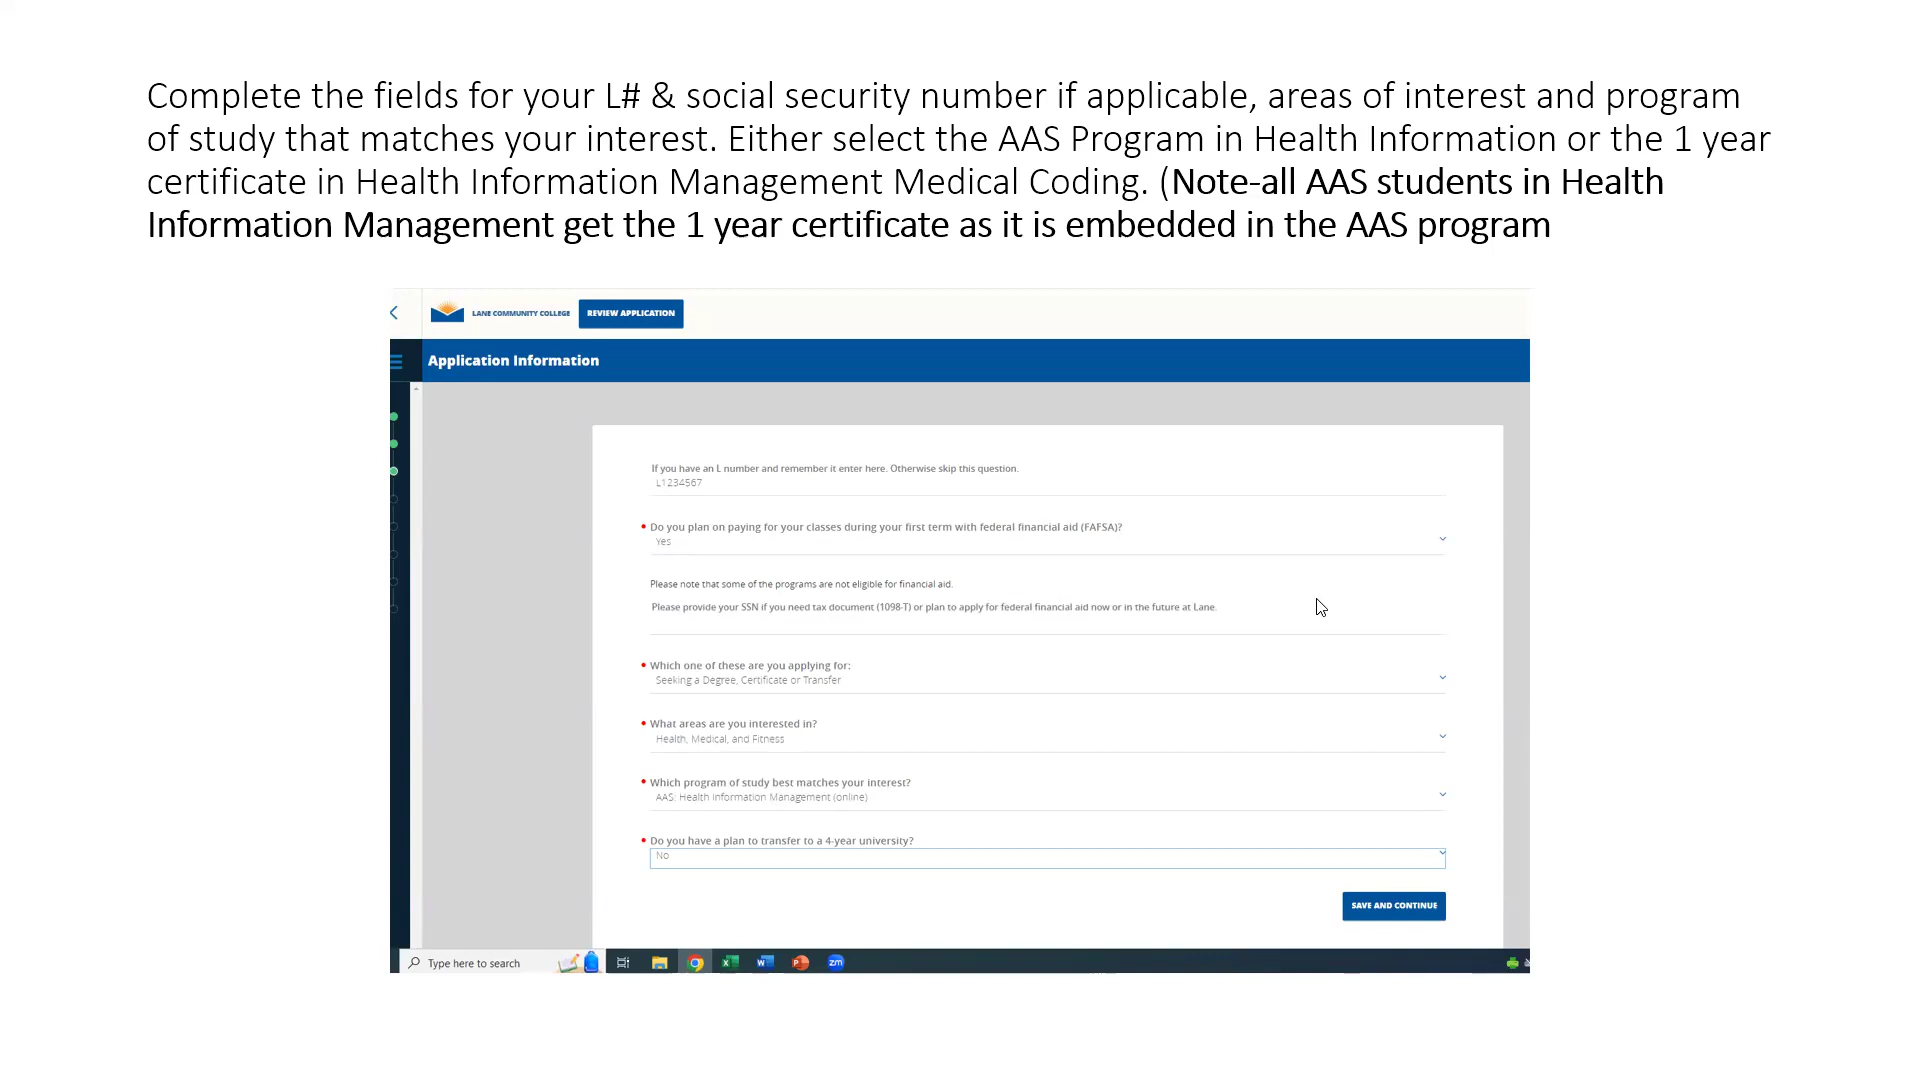 Complete the fields for your L# & social security number if applicable, areas of interest and program
of study that matches your interest. Either select the AAS Program in Health Information or the 1 year
certificate in Health Information Management Medical Coding. (Note-all AAS students in Health
Information Management get the 1 year certificate as it is embedded in the AAS program
LANE COMMUNITY COLLEGE
REVIEW APPLICATION
Application Information
If you have an L number and remember it enter here. Otherwise skip this question.
L1234567
Do you plan on paying for your classes during your first term with federal financial aid (FAFSA)?
Yes
Please note that some of the programs are not eligible for financial aid.
Please provide your SSN if you need tax document (1098-T) or plan to apply for federal financial aid now or in the future at Lane.
Which one of these are you applying for:
Seeking a Degree, Certificate or Transfer
What areas are you interested in?
Health, Medical, and Fitness
Which program of study best matches your interest?
AAS: Health Information Management (online)
Do you have a plan to transfer to a 4-year university?
No
SAVE AND CONTINUE
Type here to search
zm